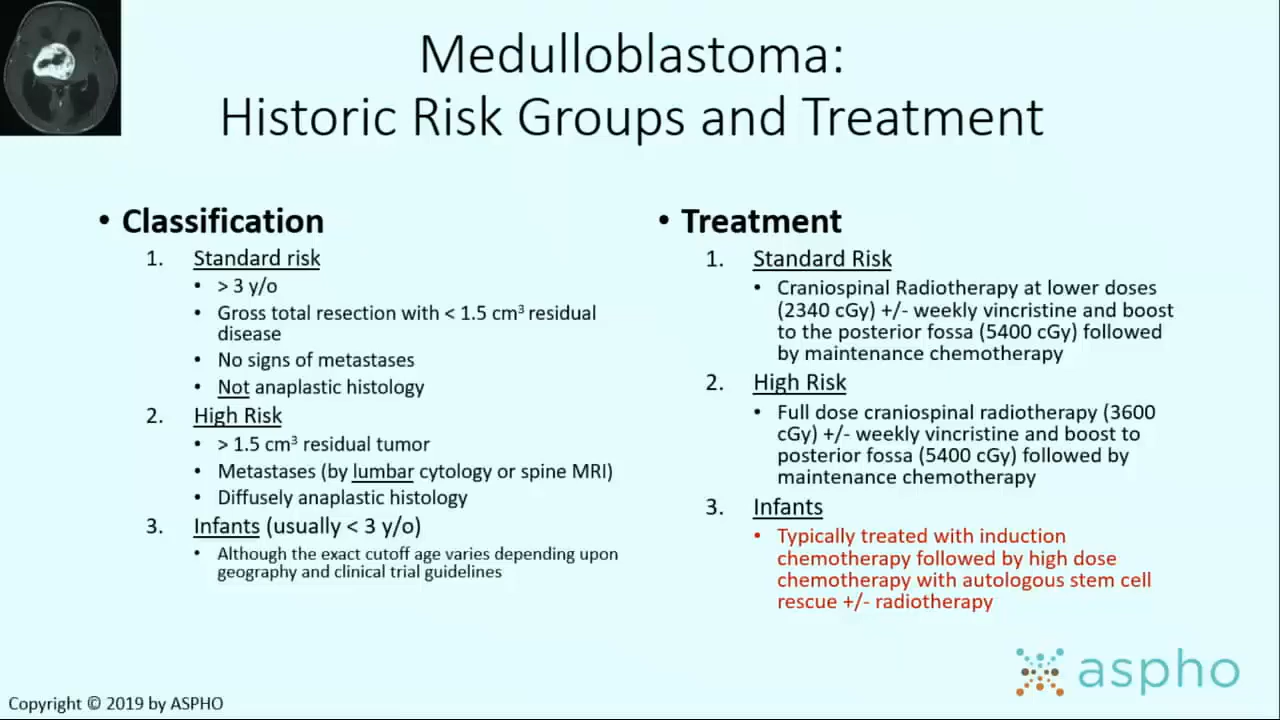 Medulloblastoma:
Historic Risk Groups and Treatment
• Classification
1. Standard risk
• > 3 y/o
• Gross total resection with < 1.5 cm³ residual
disease
• No signs of metastases
• Not anaplastic histology
2. High Risk
• > 1.5 cm³ residual tumor
• Metastases (by lumbar cytology or spine MRI)
• Diffusely anaplastic histology
3. Infants (usually < 3 y/o)
• Although the exact cutoff age varies depending upon
geography and clinical trial guidelines
• Treatment
1. Standard Risk
• Craniospinal Radiotherapy at lower doses
(2340 cGy) +/- weekly vincristine and boost
to the posterior fossa (5400 cGy) followed
by maintenance chemotherapy
2. High Risk
• Full dose craniospinal radiotherapy (3600
cGy) +/- weekly vincristine and boost to
posterior fossa (5400 cGy) followed by
maintenance chemotherapy
3. Infants
• Typically treated with induction
chemotherapy followed by high dose
chemotherapy with autologous stem cell
rescue +/- radiotherapy
aspho
Copyright © 2019 by ASPHO